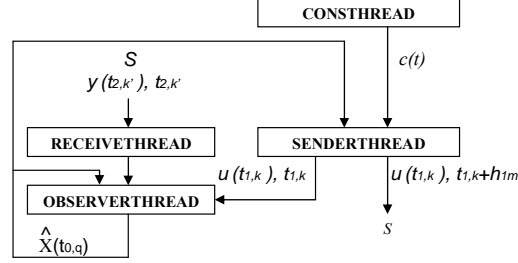 CONSTHREAD
c(t)
S
y(t2,k'), t2,k'
RECEIVETHREAD
SENDERTHREAD
u(t1,k), t1,k
u(t1,k), t1,k+h1m
OBSERVERTHREAD
S
X̂(t0,q)